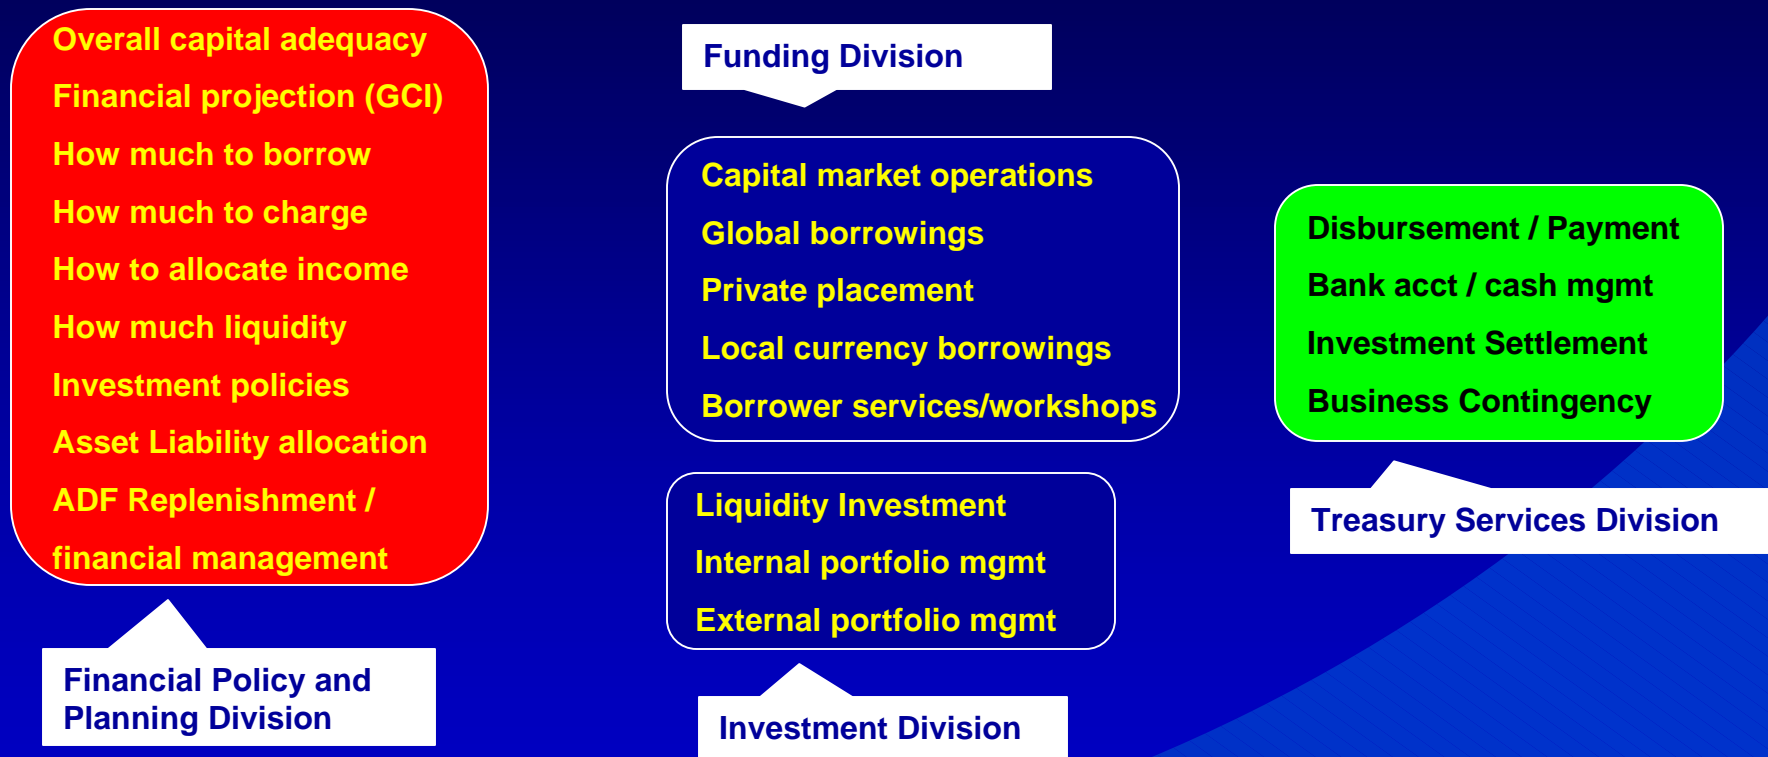 Overall capital adequacy
Financial projection (GCI)
How much to borrow
How much to charge
How to allocate income
How much liquidity
Investment policies
Asset Liability allocation
ADF Replenishment /
financial management
Financial Policy and
Planning Division
Funding Division
Capital market operations
Global borrowings
Private placement
Local currency borrowings
Borrower services/workshops
Liquidity Investment
Internal portfolio mgmt
External portfolio mgmt
Investment Division
Disbursement / Payment
Bank acct / cash mgmt
Investment Settlement
Business Contingency
Treasury Services Division